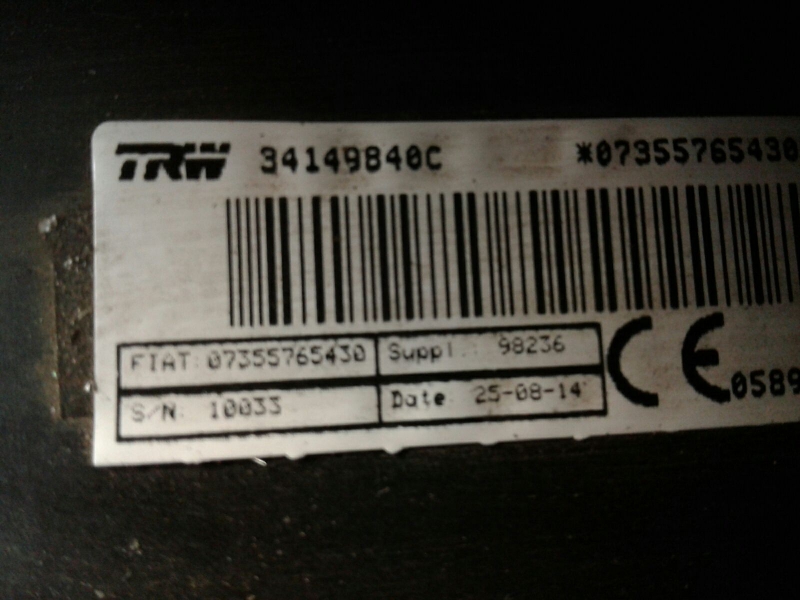 TRW 34149840C *07355765430
FIAT: 07355765430 Suppl.: 98236
S/N: 10033 Date: 25-08-14
CE 0589